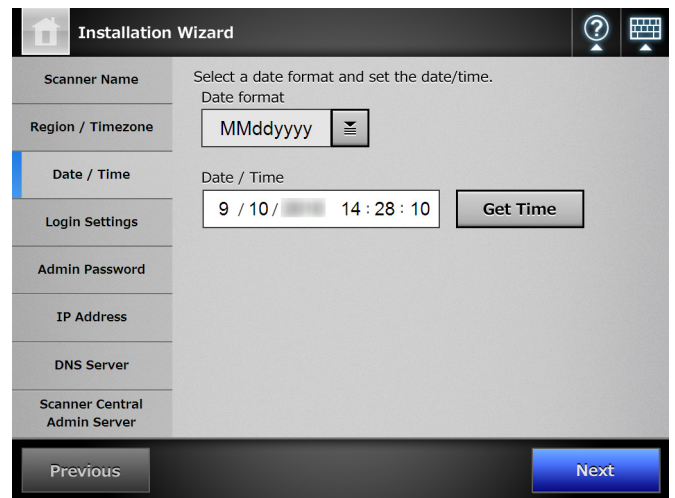 Installation Wizard
?
Scanner Name
Region / Timezone
Date / Time
Login Settings
Admin Password
IP Address
DNS Server
Scanner Central
Admin Server
Select a date format and set the date/time.
Date format
MMddyyyy
Date / Time
9 / 10 / 14 : 28 : 10
Get Time
Previous
Next